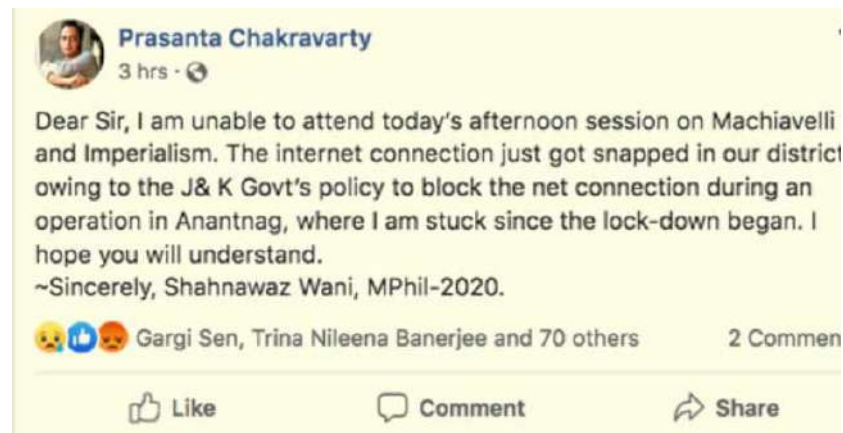 Prasanta Chakravarty
3 hrs ·
Dear Sir, I am unable to attend today's afternoon session on Machiavelli
and Imperialism. The internet connection just got snapped in our district
owing to the J& K Govt's policy to block the net connection during an
operation in Anantnag, where I am stuck since the lock-down began. I
hope you will understand.
~Sincerely, Shahnawaz Wani, MPhil-2020.
Gargi Sen, Trina Nileena Banerjee and 70 others 2 Commen
Like Comment Share